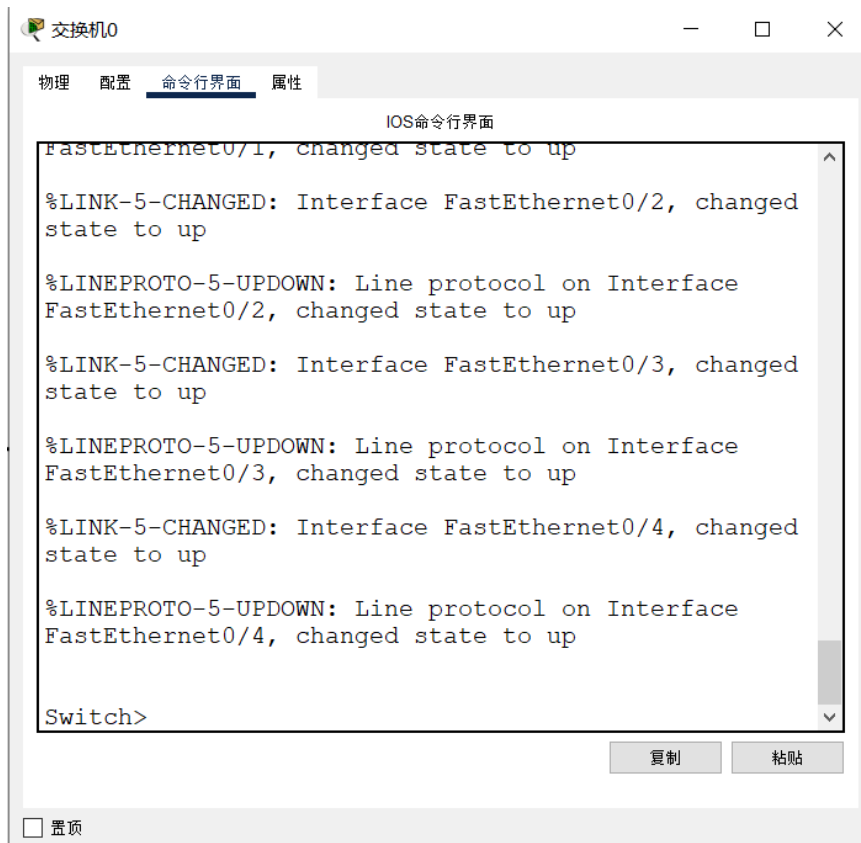 交换机0
物理 配置 命令行界面 属性
IOS命令行界面
FastEthernet0/1, changed state to up
%LINK-5-CHANGED: Interface FastEthernet0/2, changed
state to up
%LINEPROTO-5-UPDOWN: Line protocol on Interface
FastEthernet0/2, changed state to up
%LINK-5-CHANGED: Interface FastEthernet0/3, changed
state to up
%LINEPROTO-5-UPDOWN: Line protocol on Interface
FastEthernet0/3, changed state to up
%LINK-5-CHANGED: Interface FastEthernet0/4, changed
state to up
%LINEPROTO-5-UPDOWN: Line protocol on Interface
FastEthernet0/4, changed state to up
Switch>
复制 粘贴
置顶